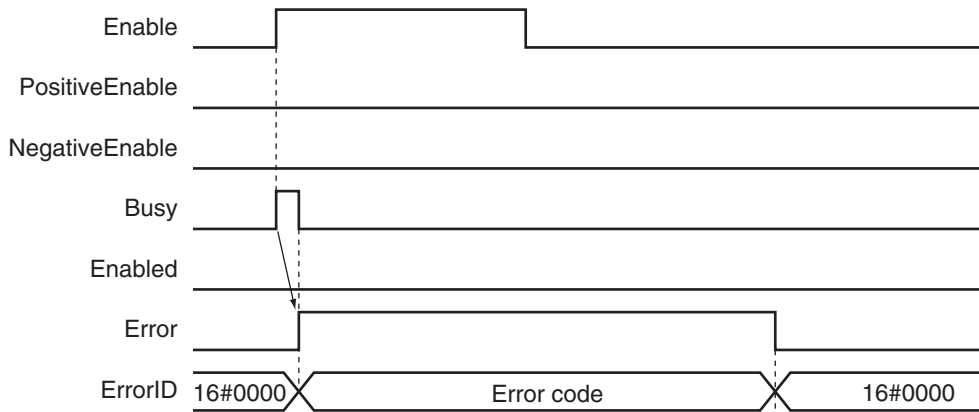 Enable
PositiveEnable
NegativeEnable
Busy
Enabled
Error
ErrorID 16#0000 Error code 16#0000